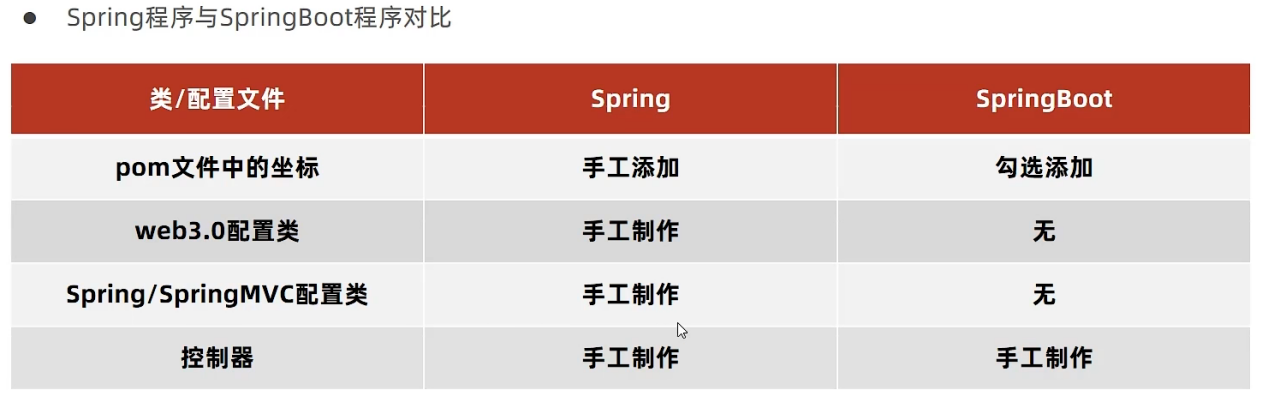 ● Spring程序与SpringBoot程序对比
类/配置文件 Spring SpringBoot
pom文件中的坐标 手工添加 勾选添加
web3.0配置类 手工制作 无
Spring/SpringMVC配置类 手工制作 无
控制器 手工制作 手工制作